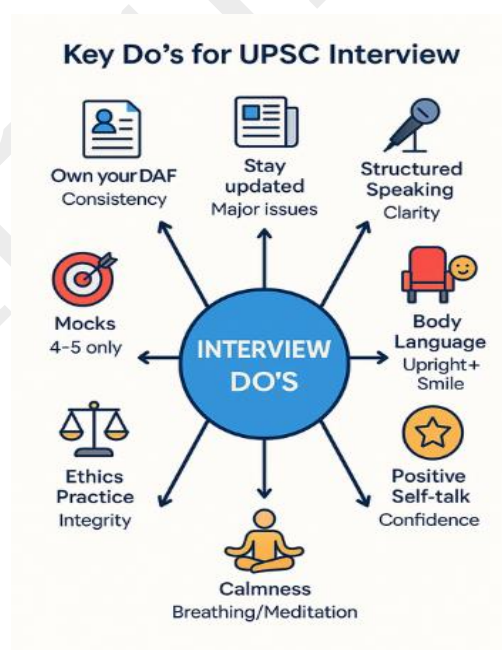 Key Do's for UPSC Interview
Own your DAF
Consistency
Stay
updated
Major issues
Structured
Speaking
Clarity
Mocks
4-5 only
INTERVIEW
DO'S
Body
Language
Upright+
Smile
Ethics
Practice
Integrity
Positive
Self-talk
Confidence
Calmness
Breathing/Meditation